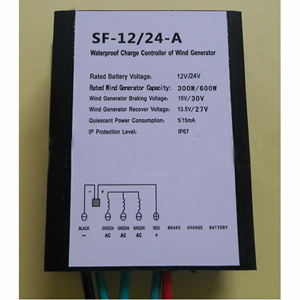 SF-12/24-A
Waterproof Charge Controller of Wind Generator
Rated Battery Voltage: 12V/24V
Rated Wind Generator Capacity: 300W/600W
Wind Generator Braking Voltage: 15V/30V
Wind Generator Recover Voltage: 13.5V/27V
Quiescent Power Consumption: ≤15mA
IP Protection Level: IP67
BLACK GREEN GREEN GREEN RED BRAKE CHARGE BATTERY
− AC AC AC +